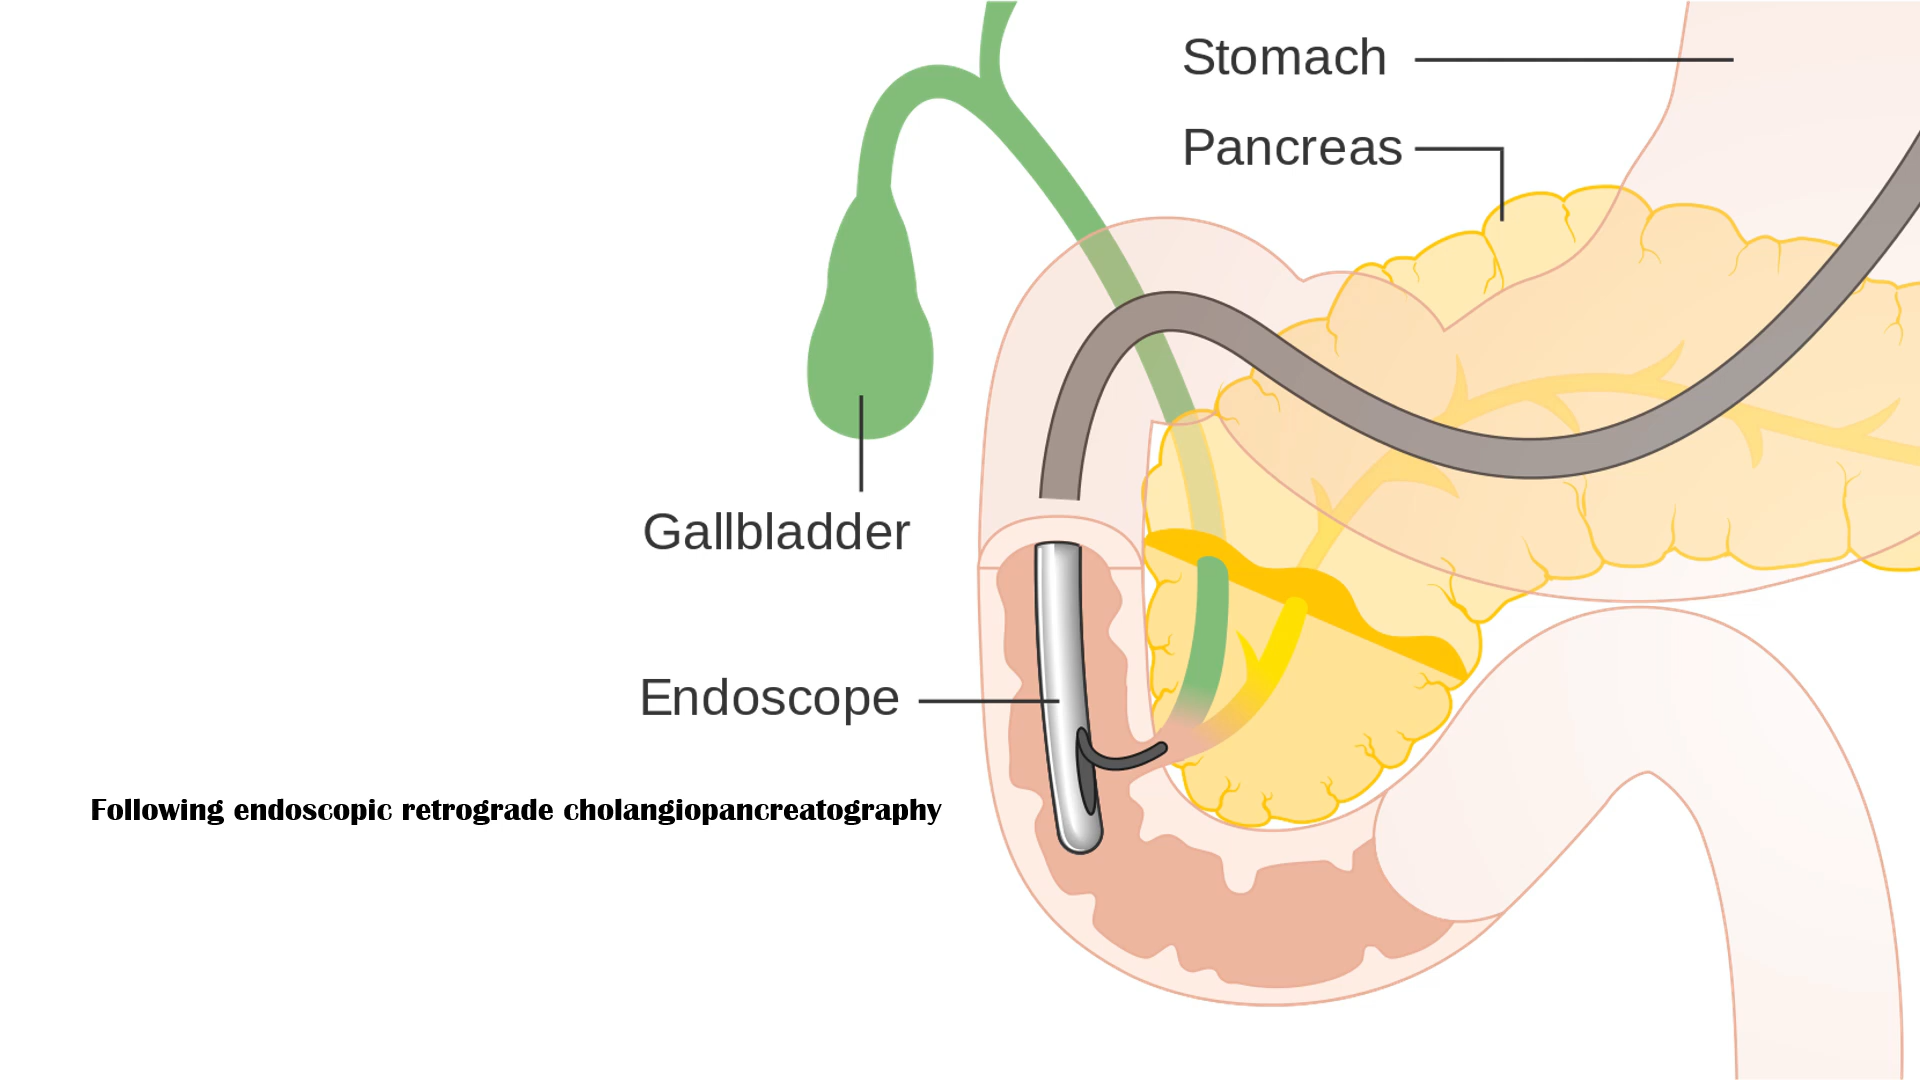 Stomach
Pancreas
Gallbladder
Endoscope
Following endoscopic retrograde cholangiopancreatography